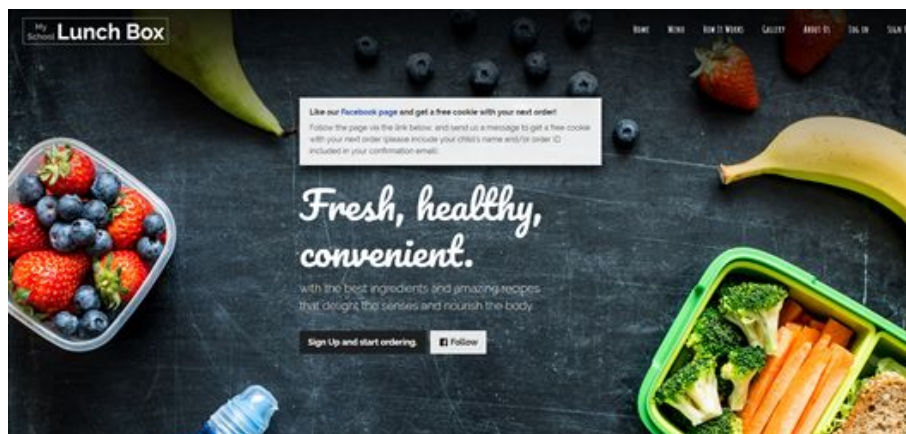 My School Lunch Box
Home Menu How It Works Gallery About Us Log in Sign
Like our Facebook page and get a free cookie with your next order!
Follow the page via the link below, and send us a message to get a free cookie
with your next order (please include your child's name and/or order ID
included in your confirmation email).
Fresh, healthy,
convenient.
with the best ingredients and amazing recipes
that delight the senses and nourish the body
Sign Up and start ordering.
Follow